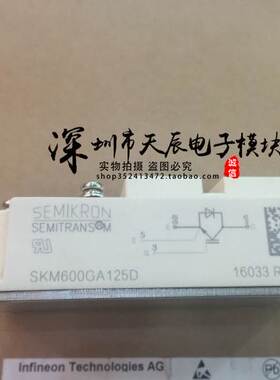 深圳市天辰电子模块
实物拍摄 盗图必究
shop352413472.taobao.com
诚信
SEMIKRON
SEMITRANS M
SKM600GA125D
16033 R
Infineon Technologies AG